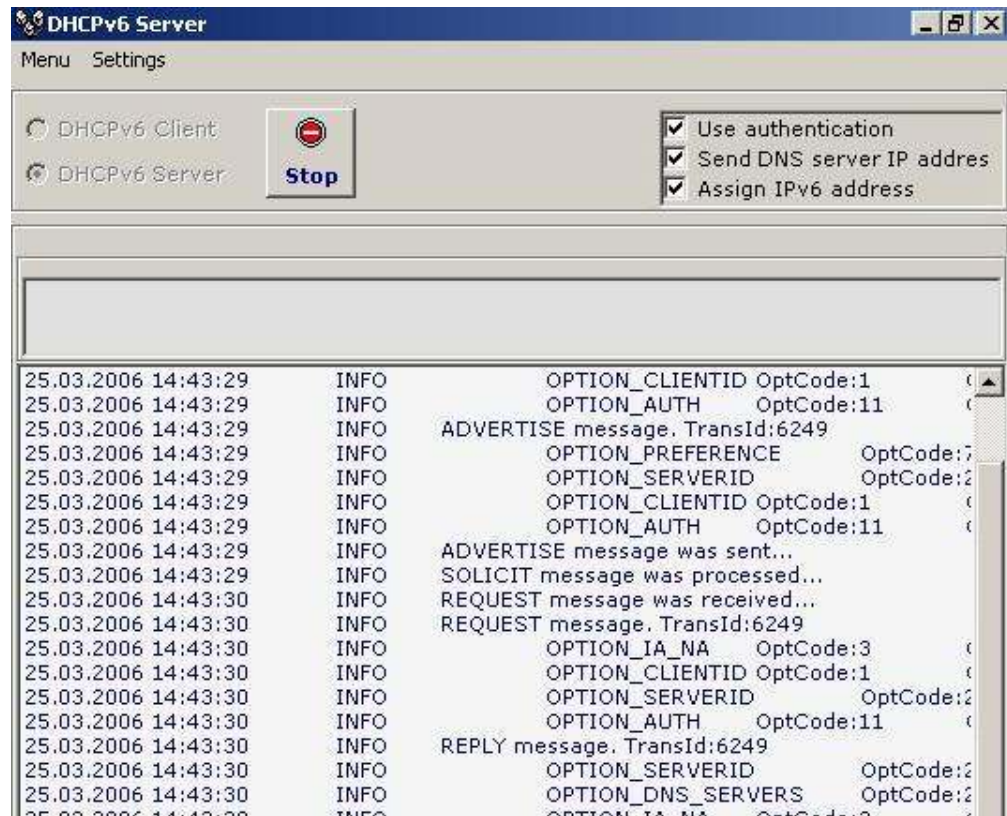 DHCPv6 Server
Menu Settings
DHCPv6 Client
DHCPv6 Server
Stop
Use authentication
Send DNS server IP addres
Assign IPv6 address
25.03.2006 14:43:29 INFO OPTION_CLIENTID OptCode:1
25.03.2006 14:43:29 INFO OPTION_AUTH OptCode:11
25.03.2006 14:43:29 INFO ADVERTISE message. TransId:6249
25.03.2006 14:43:29 INFO OPTION_PREFERENCE OptCode:7
25.03.2006 14:43:29 INFO OPTION_SERVERID OptCode:2
25.03.2006 14:43:29 INFO OPTION_CLIENTID OptCode:1
25.03.2006 14:43:29 INFO OPTION_AUTH OptCode:11
25.03.2006 14:43:29 INFO ADVERTISE message was sent...
25.03.2006 14:43:29 INFO SOLICIT message was processed...
25.03.2006 14:43:30 INFO REQUEST message was received...
25.03.2006 14:43:30 INFO REQUEST message. TransId:6249
25.03.2006 14:43:30 INFO OPTION_IA_NA OptCode:3
25.03.2006 14:43:30 INFO OPTION_CLIENTID OptCode:1
25.03.2006 14:43:30 INFO OPTION_SERVERID OptCode:2
25.03.2006 14:43:30 INFO OPTION_AUTH OptCode:11
25.03.2006 14:43:30 INFO REPLY message. TransId:6249
25.03.2006 14:43:30 INFO OPTION_SERVERID OptCode:2
25.03.2006 14:43:30 INFO OPTION_DNS_SERVERS OptCode:2